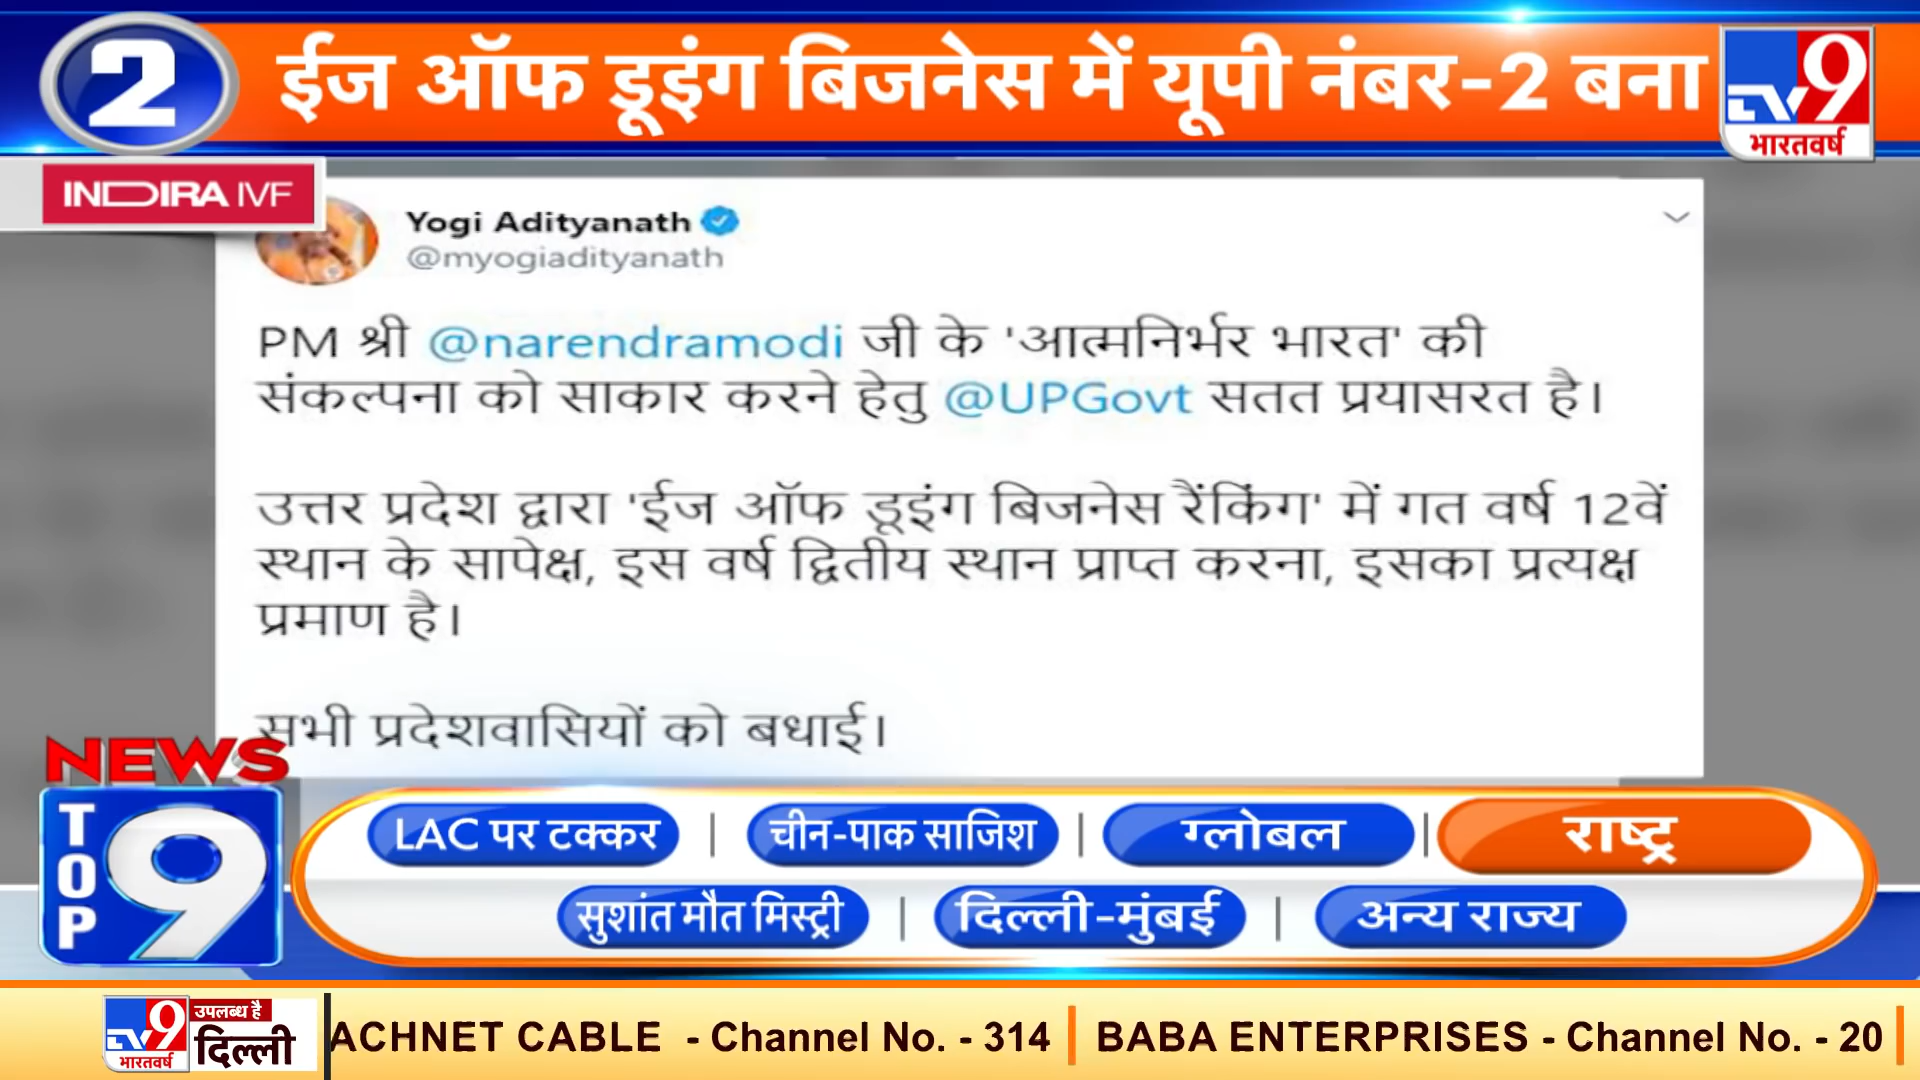 2
ईज ऑफ डूइंग बिजनेस में यूपी नंबर-2 बना
TV9
भारतवर्ष
INDIRA IVF
Yogi Adityanath
@myogiadityanath
PM श्री @narendramodi जी के 'आत्मनिर्भर भारत' की
संकल्पना को साकार करने हेतु @UPGovt सतत प्रयासरत है।
उत्तर प्रदेश द्वारा 'ईज ऑफ डूइंग बिजनेस रैंकिंग' में गत वर्ष 12वें
स्थान के सापेक्ष, इस वर्ष द्वितीय स्थान प्राप्त करना, इसका प्रत्यक्ष
प्रमाण है।
सभी प्रदेशवासियों को बधाई।
NEWS
TOP 9
LAC पर टक्कर | चीन-पाक साजिश | ग्लोबल | राष्ट्र
सुशांत मौत मिस्ट्री | दिल्ली-मुंबई | अन्य राज्य
TV9 भारतवर्ष
उपलब्ध है
दिल्ली
ACHNET CABLE - Channel No. - 314 | BABA ENTERPRISES - Channel No. - 20